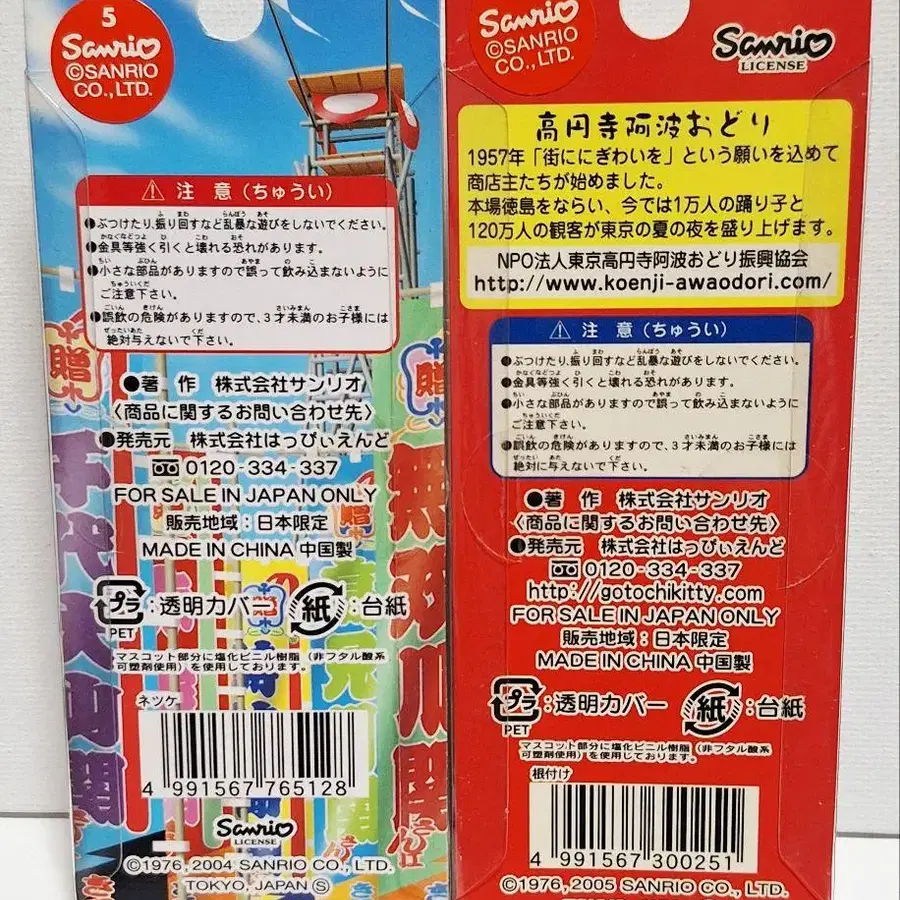 5
Sanrio
©SANRIO
CO.,LTD.
注 意（ちゅうい）
●ぶつけたり、振り回すなど乱暴な遊びをしないでください。
●金具等強く引くと壊れる恐れがあります。
●小さな部品がありますので誤って飲み込まないように
ご注意下さい。
●誤飲の危険がありますので、3才未満のお子様には
絶対与えないで下さい。
●著 作 株式会社サンリオ
〈商品に関するお問い合わせ先〉
●発売元 株式会社はっぴぃえんど
0120-334-337
FOR SALE IN JAPAN ONLY
販売地域：日本限定
MADE IN CHINA 中国製
プラ：透明カバー 紙：台紙
PET
マスコット部分に塩化ビニル樹脂（非フタル酸系
可塑剤使用）を使用しております。
ネツケ
4 991567 765128
Sanrio
LICENSE
©1976, 2004 SANRIO CO., LTD.
TOKYO, JAPAN Ⓢ
贈
贈
Sanrio
©SANRIO
CO.,LTD.
Sanrio
LICENSE
高円寺阿波おどり
1957年「街ににぎわいを」という願いを込めて
商店主たちが始めました。
本場徳島をならい、今では1万人の踊り子と
120万人の観客が東京の夏の夜を盛り上げます。
NPO法人東京高円寺阿波おどり振興協会
http://www.koenji-awaodori.com/
注 意（ちゅうい）
●ぶつけたり、振り回すなど乱暴な遊びをしないでください。
●金具等強く引くと壊れる恐れがあります。
●小さな部品がありますので誤って飲み込まないように
ご注意下さい。
●誤飲の危険がありますので、3才未満のお子様には
絶対に与えないで下さい。
●著 作 株式会社サンリオ
〈商品に関するお問い合わせ先〉
●発売元 株式会社はっぴぃえんど
0120-334-337
http://gotochikitty.com
FOR SALE IN JAPAN ONLY
販売地域：日本限定
MADE IN CHINA 中国製
プラ：透明カバー 紙：台紙
PET
マスコット部分に塩化ビニル樹脂（非フタル酸系
可塑剤使用）を使用しております。
根付け
4 991567 300251
©1976, 2005 SANRIO CO., LTD.